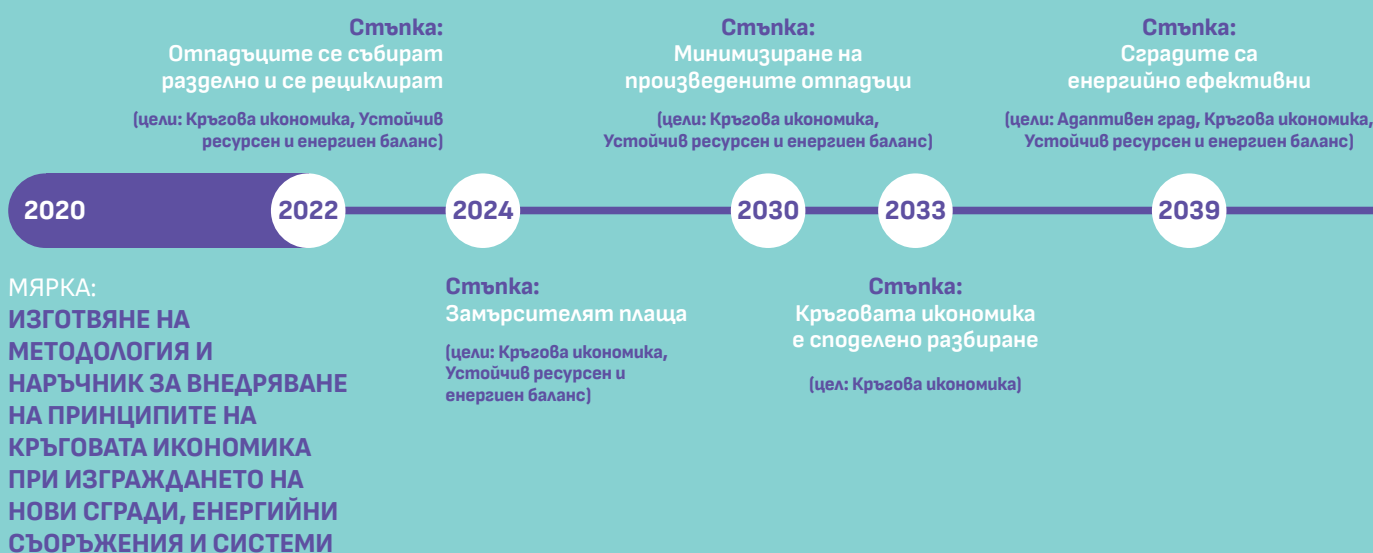 Стъпка:
Отпадъците се събират
разделно и се рециклират
(цели: Кръгова икономика, Устойчив
ресурсен и енергиен баланс)
Стъпка:
Минимизиране на
произведените отпадъци
(цели: Кръгова икономика,
Устойчив ресурсен и енергиен баланс)
Стъпка:
Сградите са
енергийно ефективни
(цели: Адаптивен град, Кръгова икономика,
Устойчив ресурсен и енергиен баланс)
2020
2022
2024
2030
2033
2039
МЯРКА:
ИЗГОТВЯНЕ НА
МЕТОДОЛОГИЯ И
НАРЪЧНИК ЗА ВНЕДРЯВАНЕ
НА ПРИНЦИПИТЕ НА
КРЪГОВАТА ИКОНОМИКА
ПРИ ИЗГРАЖДАНЕТО НА
НОВИ СГРАДИ, ЕНЕРГИЙНИ
СЪОРЪЖЕНИЯ И СИСТЕМИ
Стъпка:
Замърсителят плаща
(цели: Кръгова икономика,
Устойчив ресурсен и
енергиен баланс)
Стъпка:
Кръговата икономика
е споделено разбиране
(цел: Кръгова икономика)